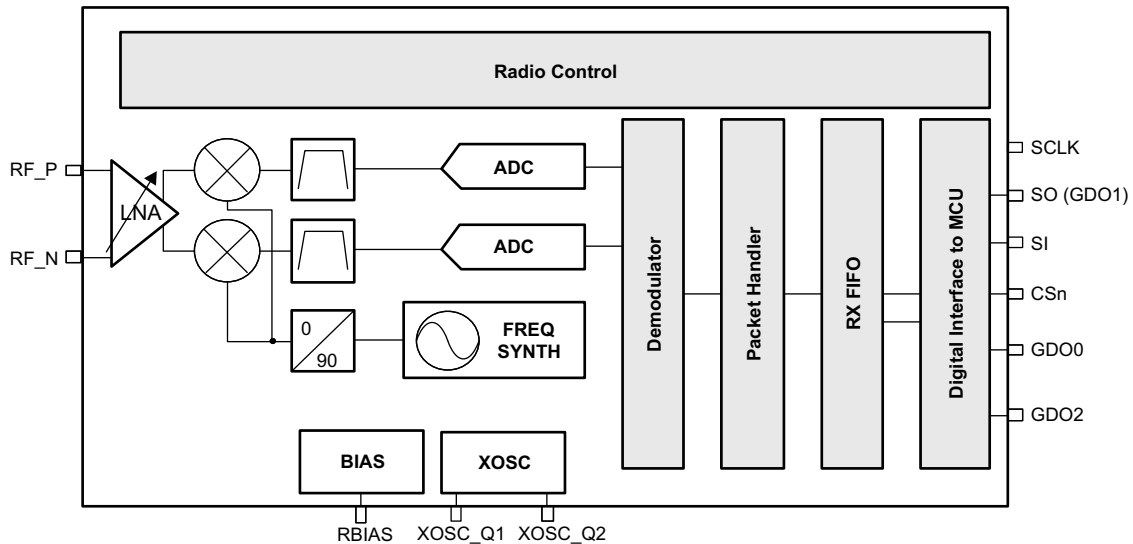 Radio Control
RF_P
RF_N
LNA
ADC
ADC
0
90
FREQ
SYNTH
BIAS
XOSC
Demodulator
Packet Handler
RX FIFO
Digital Interface to MCU
SCLK
SO (GDO1)
SI
CSn
GDO0
GDO2
RBIAS
XOSC_Q1
XOSC_Q2